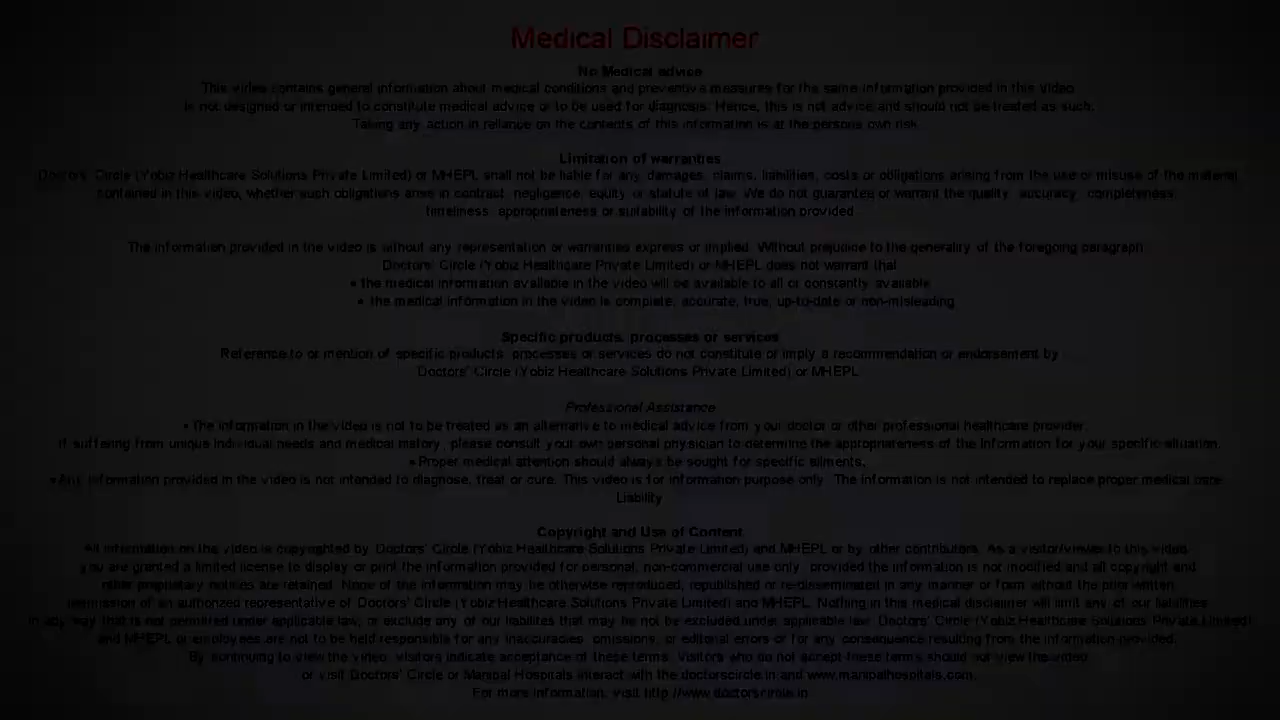 Medical Disclaimer
No Medical advice
This video contains general information about medical conditions and preventive measures for the same information provided in this video
is not designed or intended to constitute medical advice or to be used for diagnosis. Hence, this is not advice and should not be treated as such.
Taking any action in reliance on the contents of this information is at the persons own risk.
Limitation of warranties
Doctors' Circle (Yobiz Healthcare Solutions Private Limited) or MHEPL shall not be liable for any damages, claims, liabilities, costs or obligations arising from the use or misuse of the material
contained in this video, whether such obligations arise in contract, negligence, equity or statute of law. We do not guarantee or warrant the quality, accuracy, completeness,
timeliness, appropriateness or suitability of the information provided.
The information provided in the video is without any representation or warranties express or implied. Without prejudice to the generality of the foregoing paragraph
Doctors' Circle (Yobiz Healthcare Private Limited) or MHEPL does not warrant that
• the medical information available in the video will be available to all or constantly available
• the medical information in the video is complete, accurate, true, up-to-date or non-misleading
Specific products, processes or services
Reference to or mention of specific products, processes or services do not constitute or imply a recommendation or endorsement by
Doctors' Circle (Yobiz Healthcare Solutions Private Limited) or MHEPL
Professional Assistance
• The information in the video is not to be treated as an alternative to medical advice from your doctor or other professional healthcare provider.
If suffering from unique individual needs and medical history, please consult your own personal physician to determine the appropriateness of the information for your specific situation.
• Proper medical attention should always be sought for specific ailments.
• Any information provided in the video is not intended to diagnose, treat or cure. This video is for information purpose only. The information is not intended to replace proper medical care.
Liability
Copyright and Use of Content
All information on the video is copyrighted by Doctors' Circle (Yobiz Healthcare Solutions Private Limited) and MHEPL or by other contributors. As a visitor/viewer to this video,
you are granted a limited license to display or print the information provided for personal, non-commercial use only, provided the information is not modified and all copyright and
other proprietary notices are retained. None of the information may be otherwise reproduced, republished or re-disseminated in any manner or form without the prior written
permission of an authorized representative of Doctors' Circle (Yobiz Healthcare Solutions Private Limited) and MHEPL. Nothing in this medical disclaimer will limit any of our liabilities
in any way that is not permitted under applicable law, or exclude any of our liabilites that may be not be excluded under applicable law. Doctors' Circle (Yobiz Healthcare Solutions Private Limited)
and MHEPL or employees are not to be held responsible for any inaccuracies, omissions, or editorial errors or for any consequence resulting from the information provided.
By continuing to view the video, visitors indicate acceptance of these terms. Visitors who do not accept these terms should not view the video
or visit Doctors' Circle or Manipal Hospitals interact with the doctorscircle.in and www.manipalhospitals.com.
For more information, visit http://www.doctorscircle.in